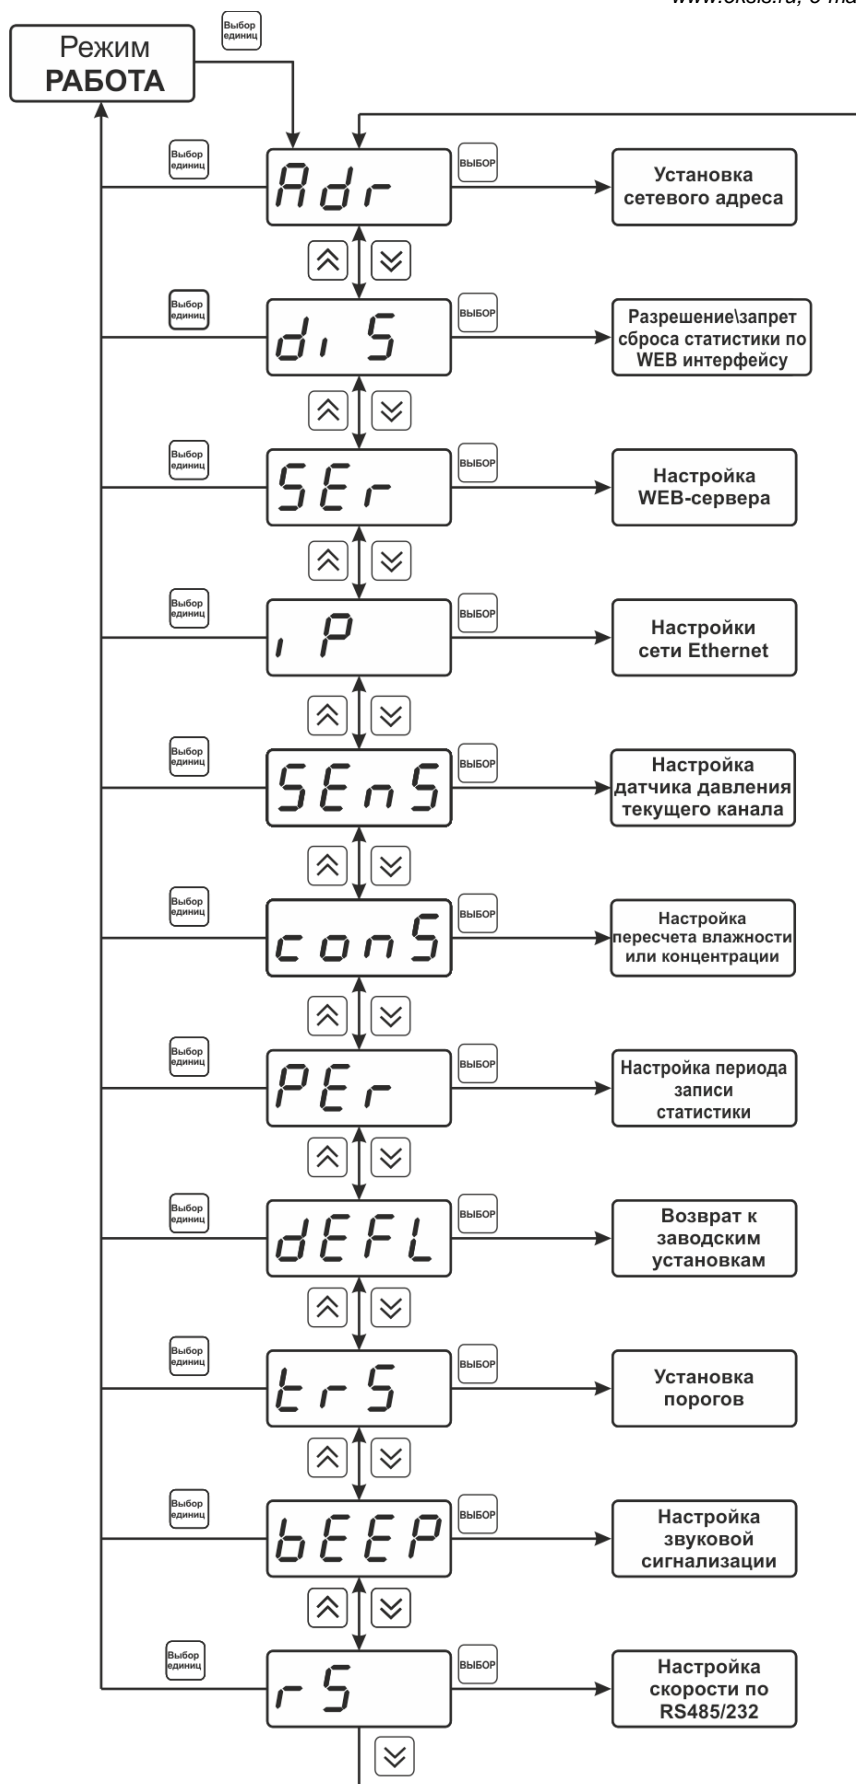 Выбор
единиц
Режим
РАБОТА
Выбор
единиц
Adr
ВЫБОР
Установка
сетевого адреса
Выбор
единиц
di S
ВЫБОР
Разрешение\запрет
сброса статистики по
WEB интерфейсу
Выбор
единиц
SEr
ВЫБОР
Настройка
WEB-сервера
Выбор
единиц
iP
ВЫБОР
Настройки
сети Ethernet
Выбор
единиц
SEnS
ВЫБОР
Настройка
датчика давления
текущего канала
Выбор
единиц
conS
ВЫБОР
Настройка
пересчета влажности
или концентрации
Выбор
единиц
PEr
ВЫБОР
Настройка периода
записи
статистики
Выбор
единиц
dEFL
ВЫБОР
Возврат к
заводским
установкам
Выбор
единиц
trS
ВЫБОР
Установка
порогов
Выбор
единиц
bEEP
ВЫБОР
Настройка
звуковой
сигнализации
Выбор
единиц
rS
ВЫБОР
Настройка
скорости по
RS485/232